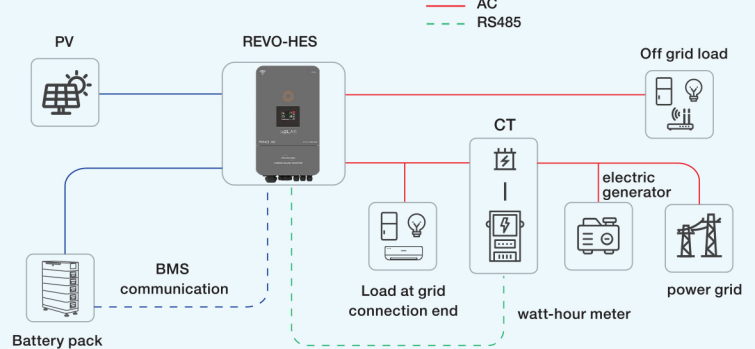 AC
RS485
PV
REVO-HES
Off grid load
CT
electric
generator
BMS
communication
Load at grid
connection end
watt-hour meter
power grid
Battery pack